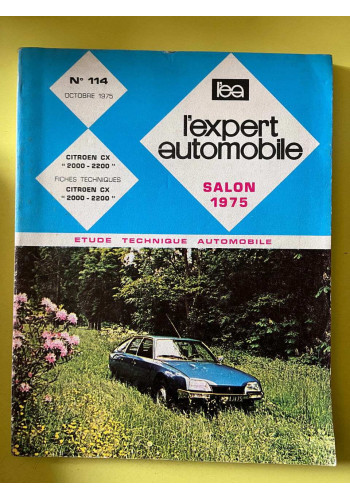 N° 114
OCTOBRE 1975
l'ea
l'expert
automobile
CITROEN CX
"2000 - 2200"
FICHES TECHNIQUES
CITROEN CX
"2000 - 2200"
SALON
1975
ETUDE TECHNIQUE AUTOMOBILE